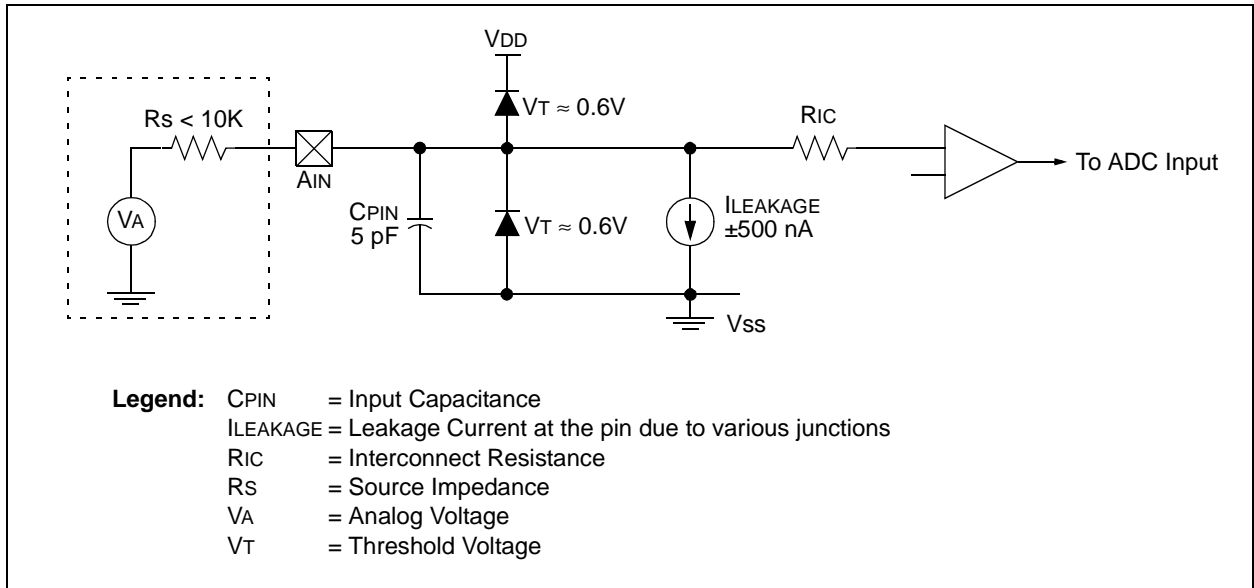 VDD
VT ≈ 0.6V
Rs < 10K
RIC
AIN
To ADC Input
VA
CPIN
5 pF
VT ≈ 0.6V
ILEAKAGE
±500 nA
Vss
Legend: CPIN = Input Capacitance
ILEAKAGE = Leakage Current at the pin due to various junctions
RIC = Interconnect Resistance
RS = Source Impedance
VA = Analog Voltage
VT = Threshold Voltage